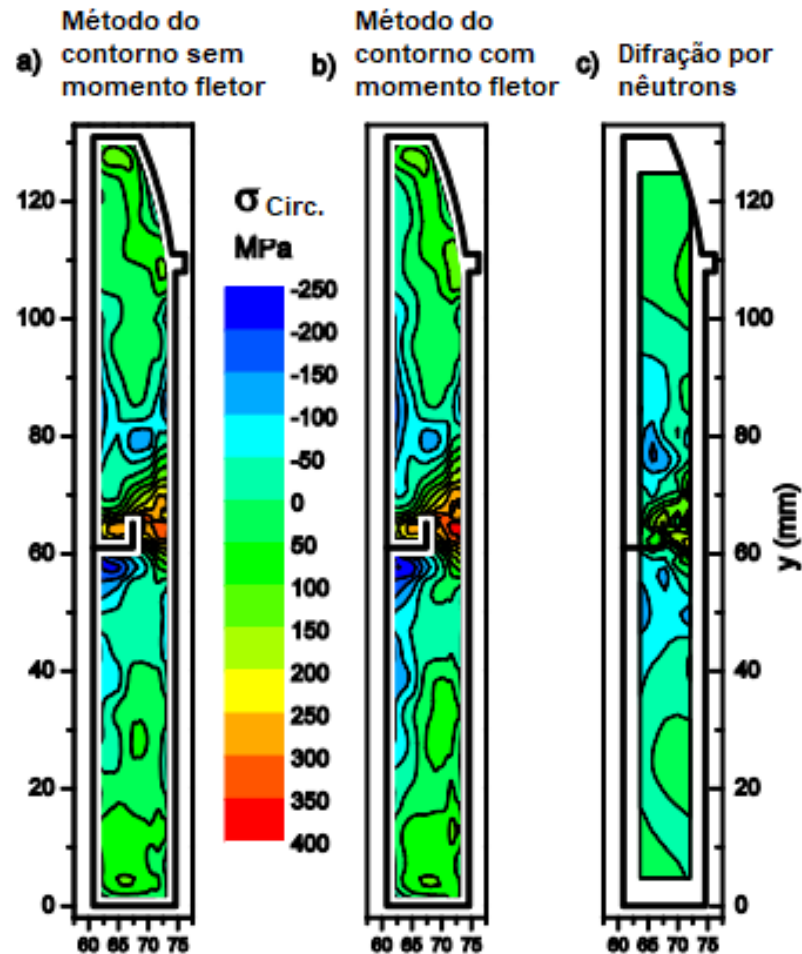 a) Método do
contorno sem
momento fletor
b) Método do
contorno com
momento fletor
c) Difração por
nêutrons
120
100
80
60
40
20
0
60 65 70 75
σ Circ.
MPa
-250
-200
-150
-100
-50
0
50
100
150
200
250
300
350
400
60 65 70 75
120
100
80
60
40
20
0
y (mm)
60 65 70 75